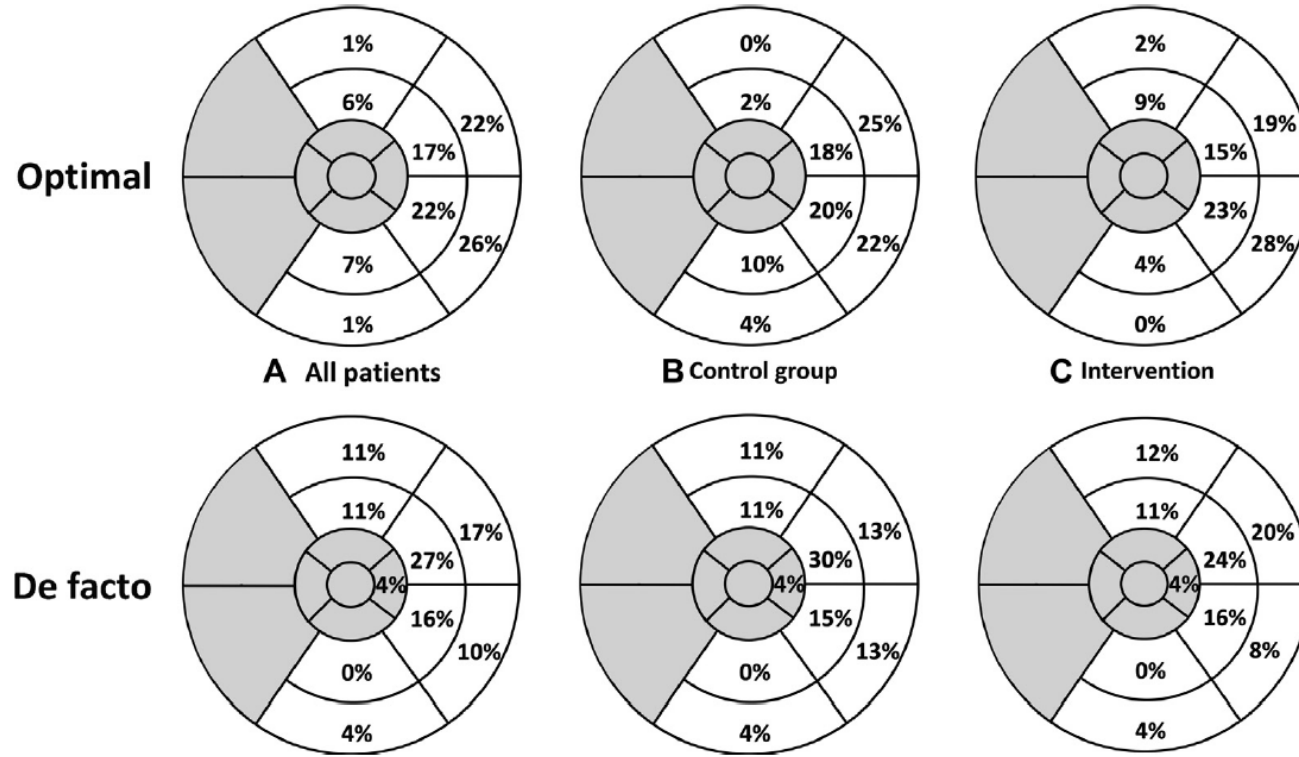 1% 0% 2%
6% 2% 9%
22% 25% 19%
17% 18% 15%
Optimal
22% 20% 23%
26% 22% 28%
7% 10% 4%
1% 4% 0%
A All patients B Control group C Intervention
11% 11% 12%
11% 11% 11%
17% 13% 20%
27% 30% 24%
De facto 4% 4% 4%
16% 15% 16%
10% 13% 8%
0% 0% 0%
4% 4% 4%